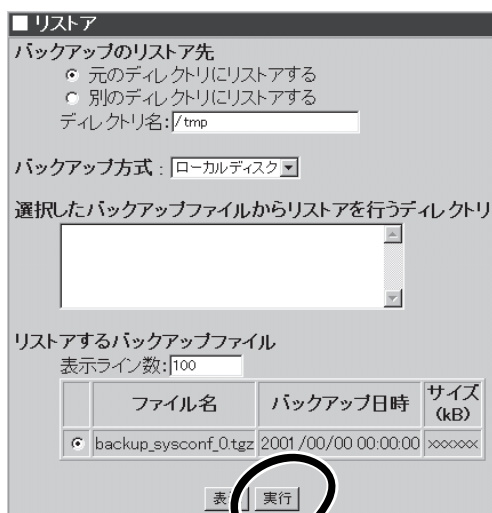 ■ リストア
バックアップのリストア先
元のディレクトリにリストアする
別のディレクトリにリストアする
ディレクトリ名:/tmp
バックアップ方式 : ローカルディスク
選択したバックアップファイルからリストアを行うディレクトリ
リストアするバックアップファイル
表示ライン数:100
ファイル名 バックアップ日時 サイズ
(kB)
backup_sysconf_0.tgz 2001/00/00 00:00:00 xxxxxx
実行